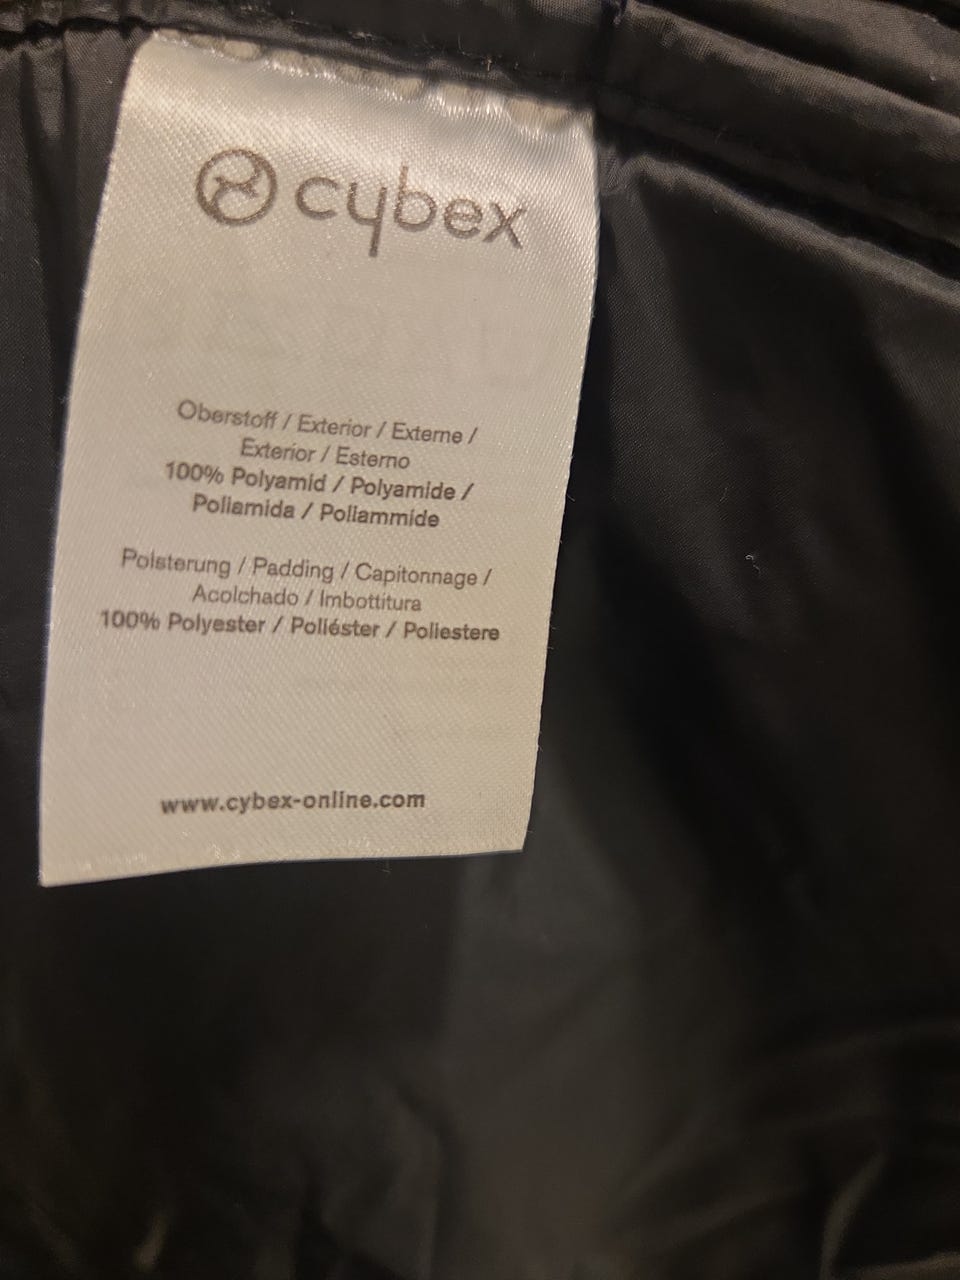 cybex
Oberstoff / Exterior / Externe /
Exterior / Esterno
100% Polyamid / Polyamide /
Poliamida / Poliammide
Polsterung / Padding / Capitonnage /
Acolchado / Imbottitura
100% Polyester / Poliéster / Poliestere
www.cybex-online.com